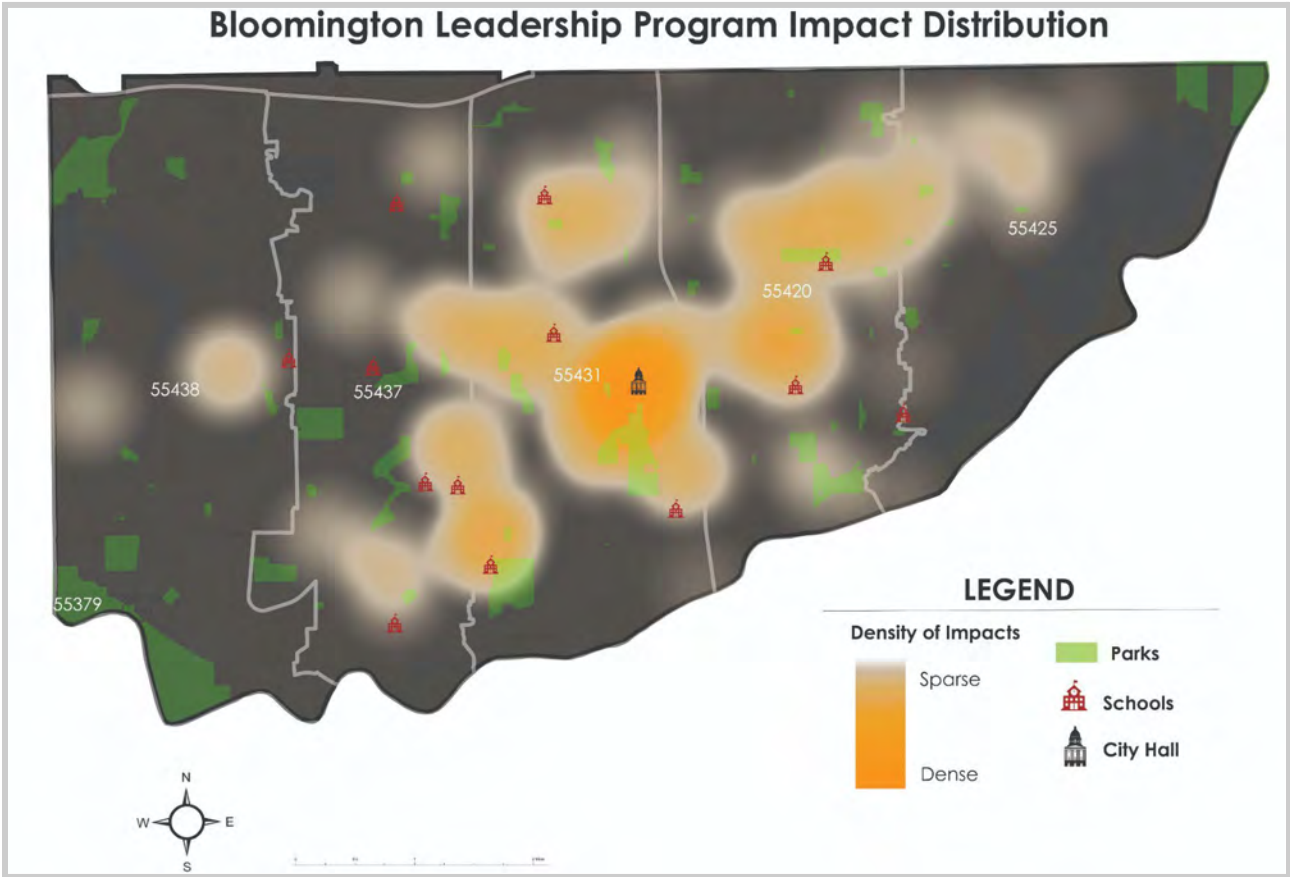 Bloomington Leadership Program Impact Distribution
55425
55420
55431
55438
55437
55379
LEGEND
Density of Impacts
Sparse
Dense
Parks
Schools
City Hall
N
W
E
S